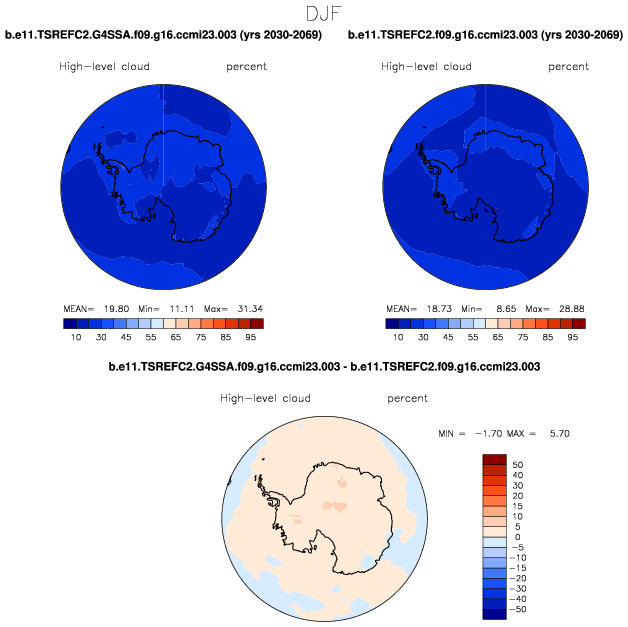 DJF
b.e11.TSREFC2.G4SSA.f09.g16.ccmi23.003 (yrs 2030-2069)
b.e11.TSREFC2.f09.g16.ccmi23.003 (yrs 2030-2069)
High-level cloud percent
High-level cloud percent
MEAN= 19.80 Min= 11.11 Max= 31.34
MEAN= 18.73 Min= 8.65 Max= 28.88
10 30 45 55 65 75 85 95
10 30 45 55 65 75 85 95
b.e11.TSREFC2.G4SSA.f09.g16.ccmi23.003 - b.e11.TSREFC2.f09.g16.ccmi23.003
High-level cloud percent
MIN = -1.70 MAX = 5.70
50
40
30
20
15
10
5
0
-5
-10
-15
-20
-30
-40
-50